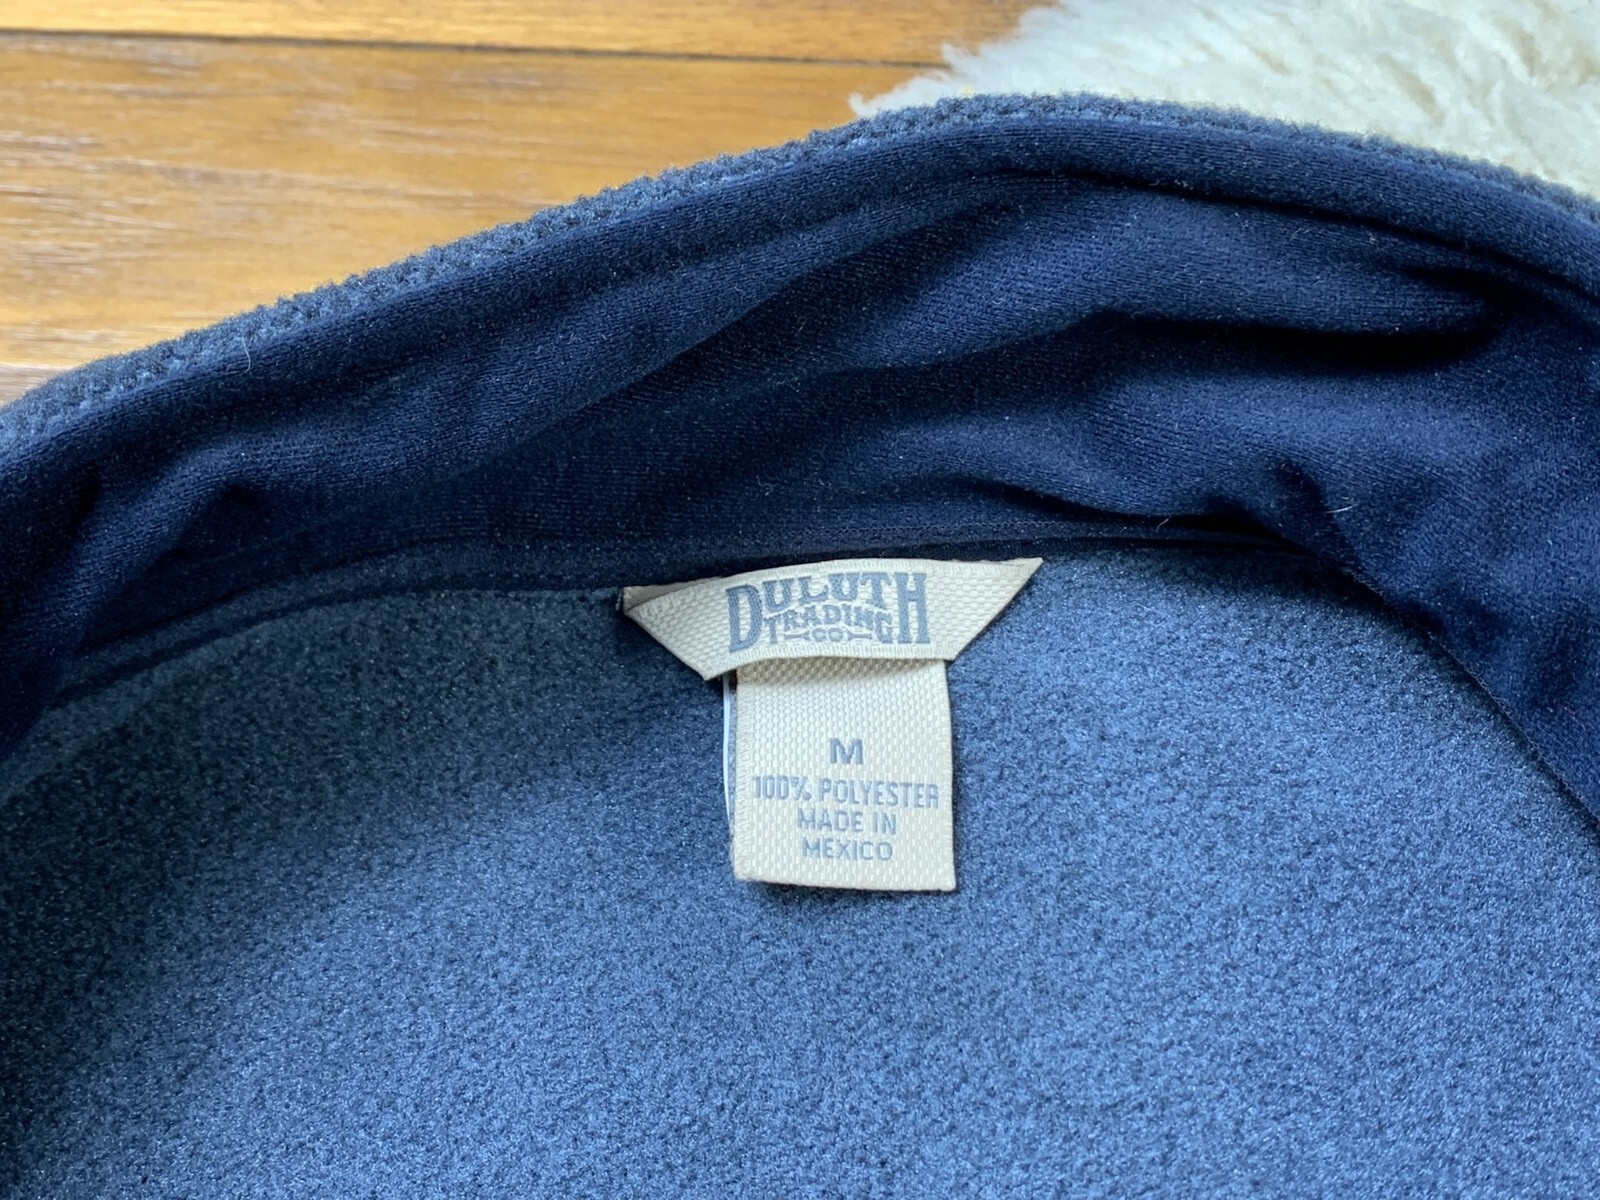 DULUTH
TRADING
CO
M
100% POLYESTER
MADE IN
MEXICO